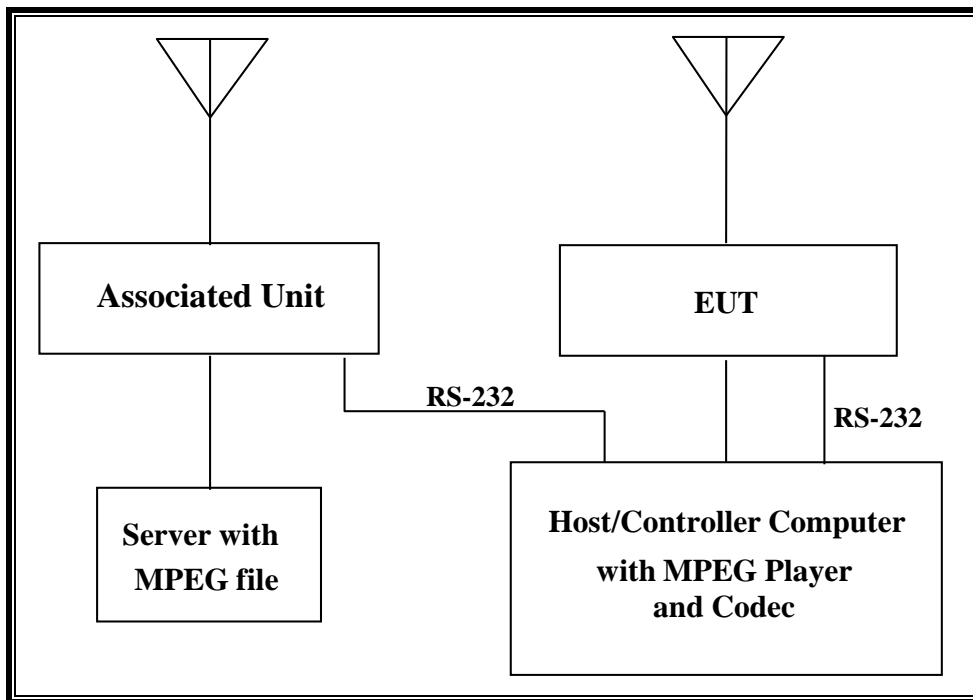 Associated Unit
EUT
RS-232
RS-232
Server with
MPEG file
Host/Controller Computer
with MPEG Player
and Codec